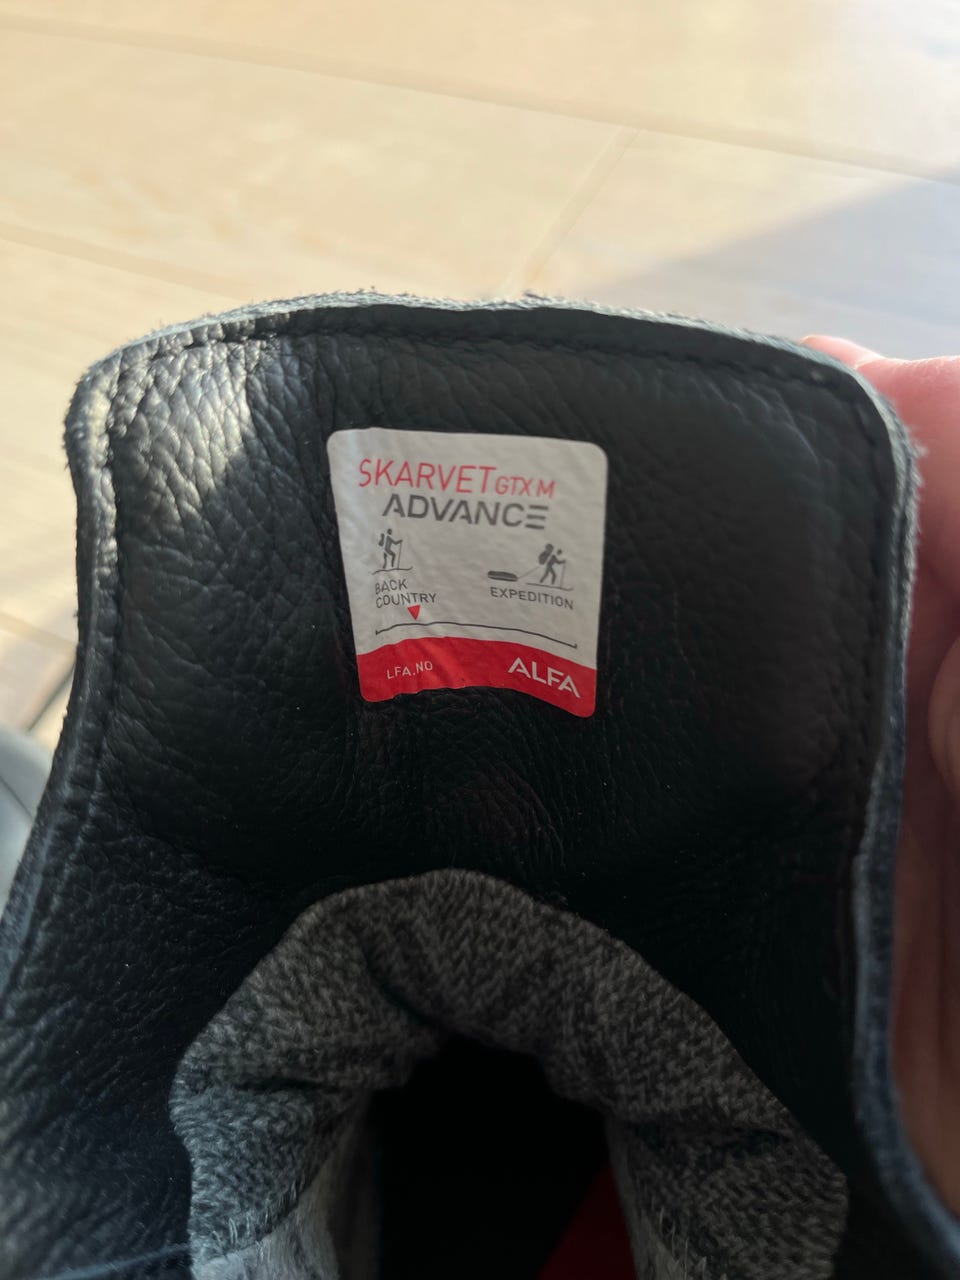 SKARVET GTX M
ADVANCE
BACK
COUNTRY
EXPEDITION
LFA.NO
ALFA